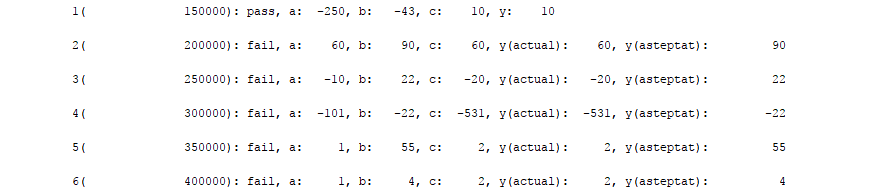 1( 150000): pass, a: -250, b: -43, c: 10, y: 10
2( 200000): fail, a: 60, b: 90, c: 60, y(actual): 60, y(asteptat): 90
3( 250000): fail, a: -10, b: 22, c: -20, y(actual): -20, y(asteptat): 22
4( 300000): fail, a: -101, b: -22, c: -531, y(actual): -531, y(asteptat): -22
5( 350000): fail, a: 1, b: 55, c: 2, y(actual): 2, y(asteptat): 55
6( 400000): fail, a: 1, b: 4, c: 2, y(actual): 2, y(asteptat): 4